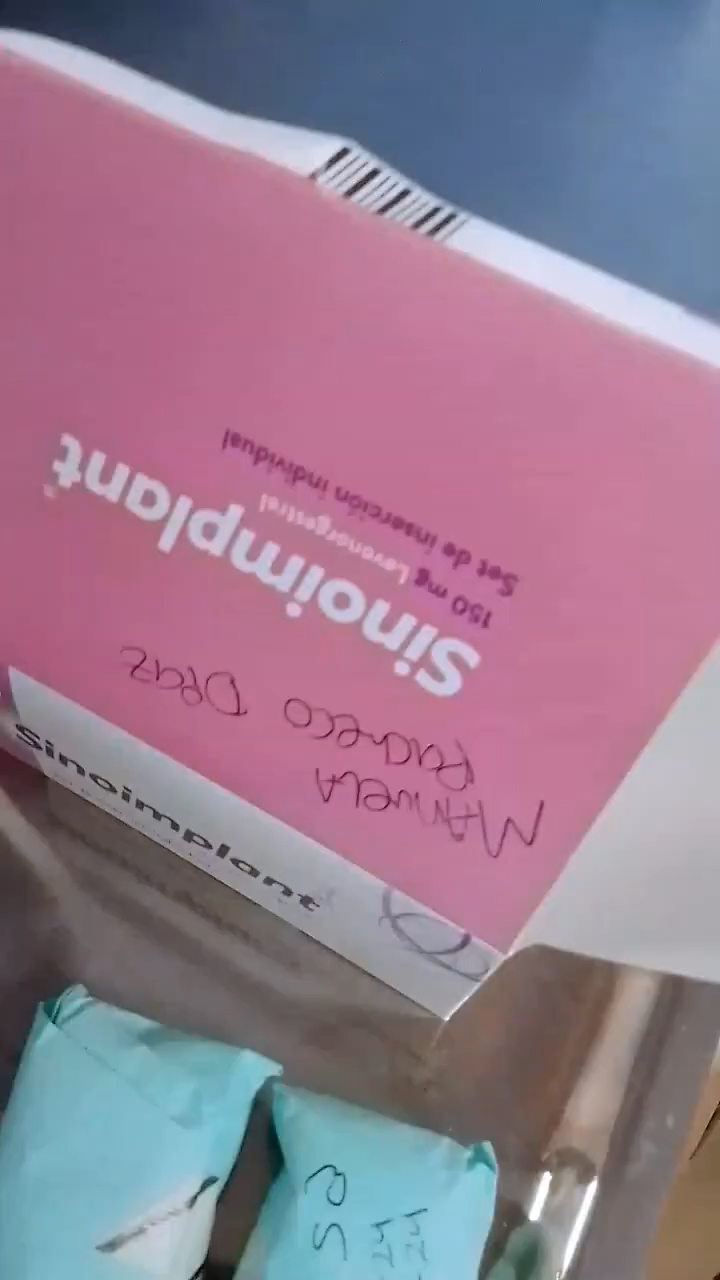 Manuela
Pacheco Diaz
Sinoimplant
150 mg Levonorgestrel
Set de inserción individual
Sinoimplant